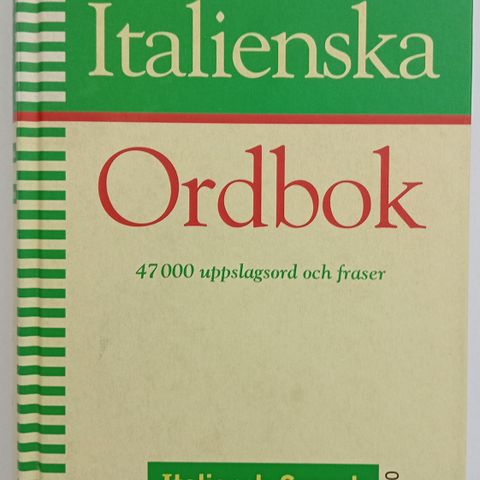 Italienska
Ordbok
47 000 uppslagsord och fraser